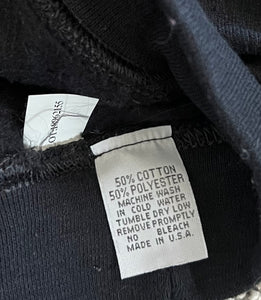 50% COTTON
50% POLYESTER
MACHINE WASH
IN COLD WATER
TUMBLE DRY LOW
REMOVE PROMPTLY
NO BLEACH
MADE IN U.S.A.